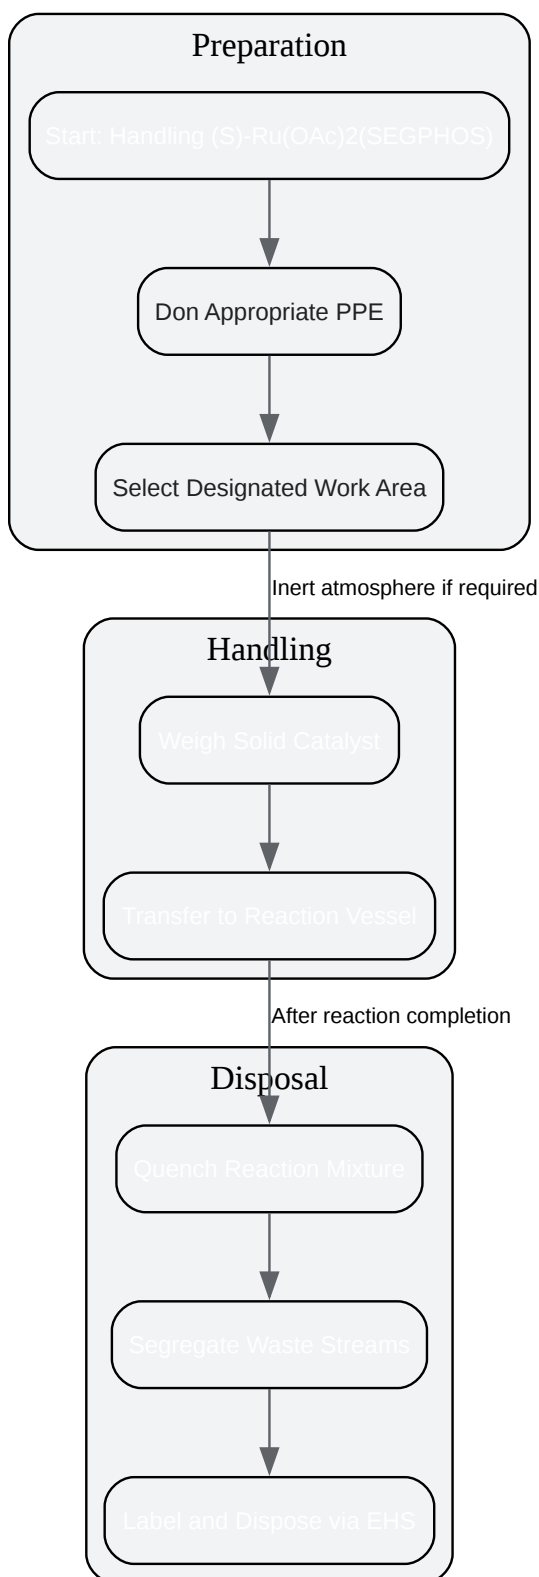 Preparation
Start: Handling (S)-Ru(OAc)2(SEGPHOS)
Don Appropriate PPE
Select Designated Work Area
Inert atmosphere if required
Handling
Weigh Solid Catalyst
Transfer to Reaction Vessel
After reaction completion
Disposal
Quench Reaction Mixture
Segregate Waste Streams
Label and Dispose via EHS